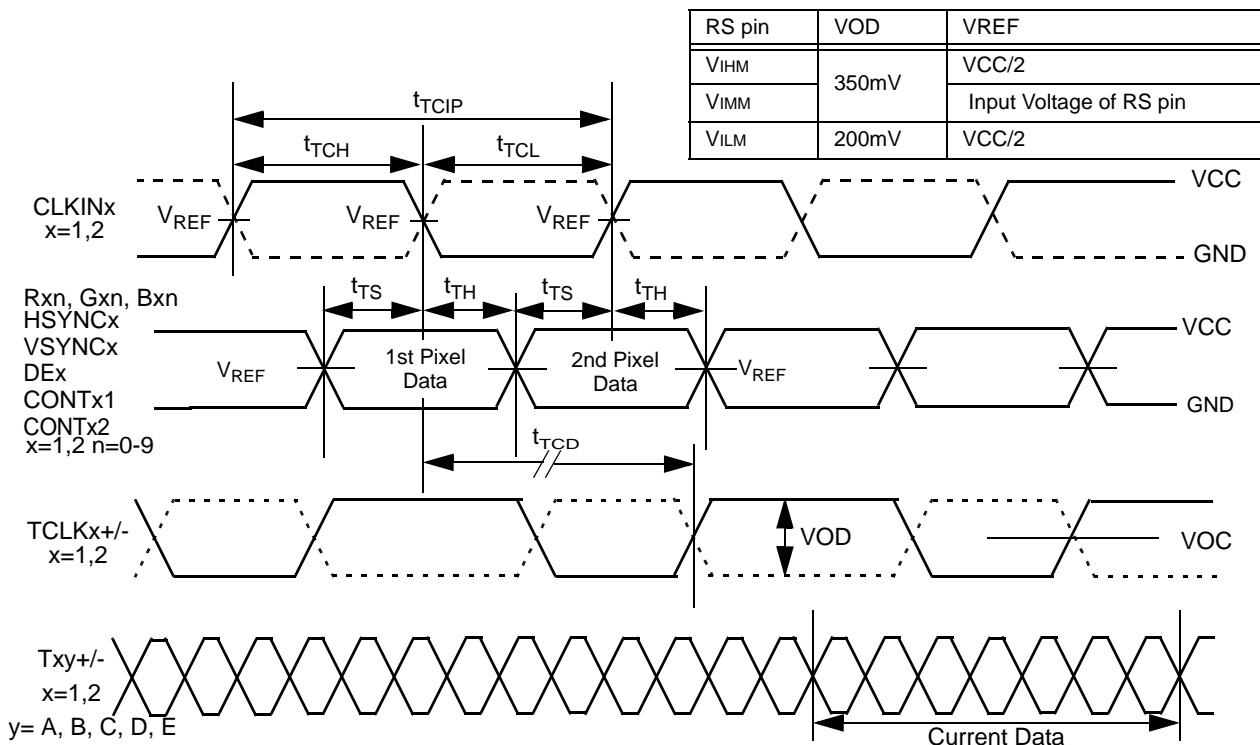 RS pin VOD VREF
VIHM 350mV VCC/2
VIMM Input Voltage of RS pin
VILM 200mV VCC/2
tTCIP
tTCH tTCL
CLKINx
x=1,2
VREF VREF VREF
VCC
GND
tTS tTH tTS tTH
Rxn, Gxn, Bxn
HSYNCx
VSYNCx
DEx
CONTx1
CONTx2
x=1,2 n=0-9
VREF
1st Pixel
Data
2nd Pixel
Data
VREF
VCC
GND
tTCD
TCLKx+/-
x=1,2
VOD
VOC
Txy+/-
x=1,2
y= A, B, C, D, E
Current Data